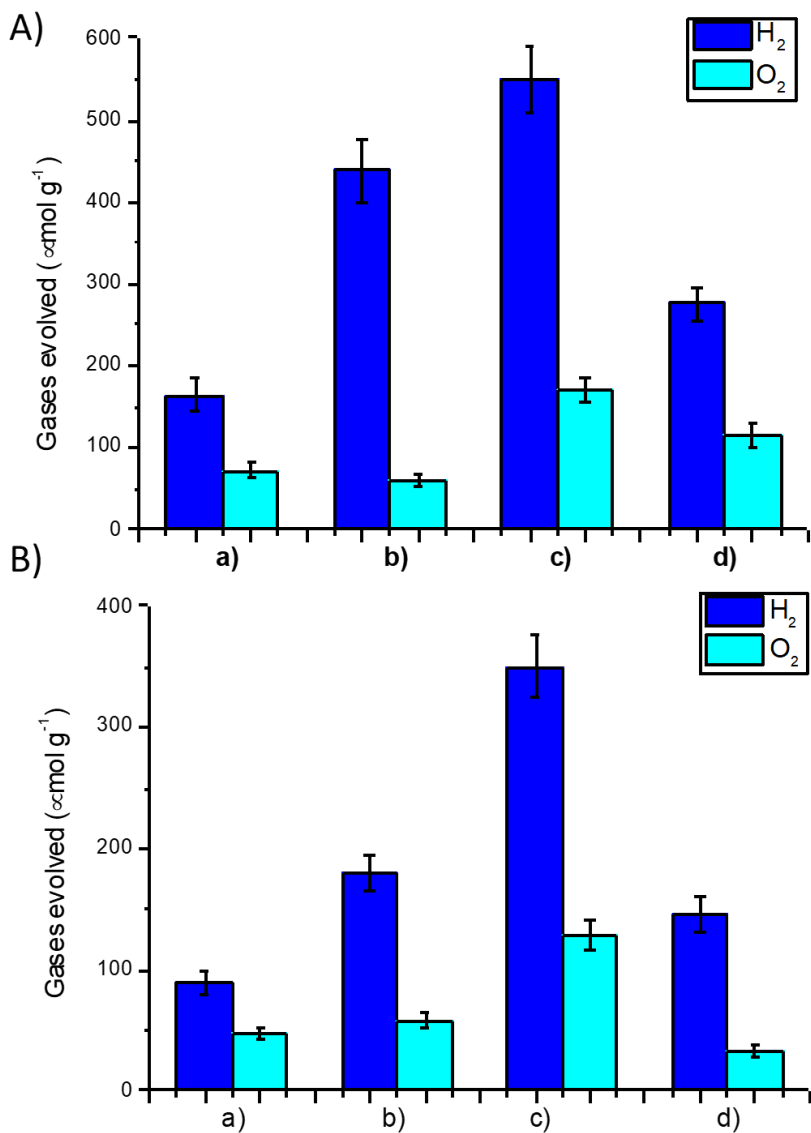 A)
Gases evolved (∝mol g⁻¹)
600
500
400
300
200
100
0
H₂
O₂
a) b) c) d)
B)
Gases evolved (∝mol g⁻¹)
400
300
200
100
0
H₂
O₂
a) b) c) d)